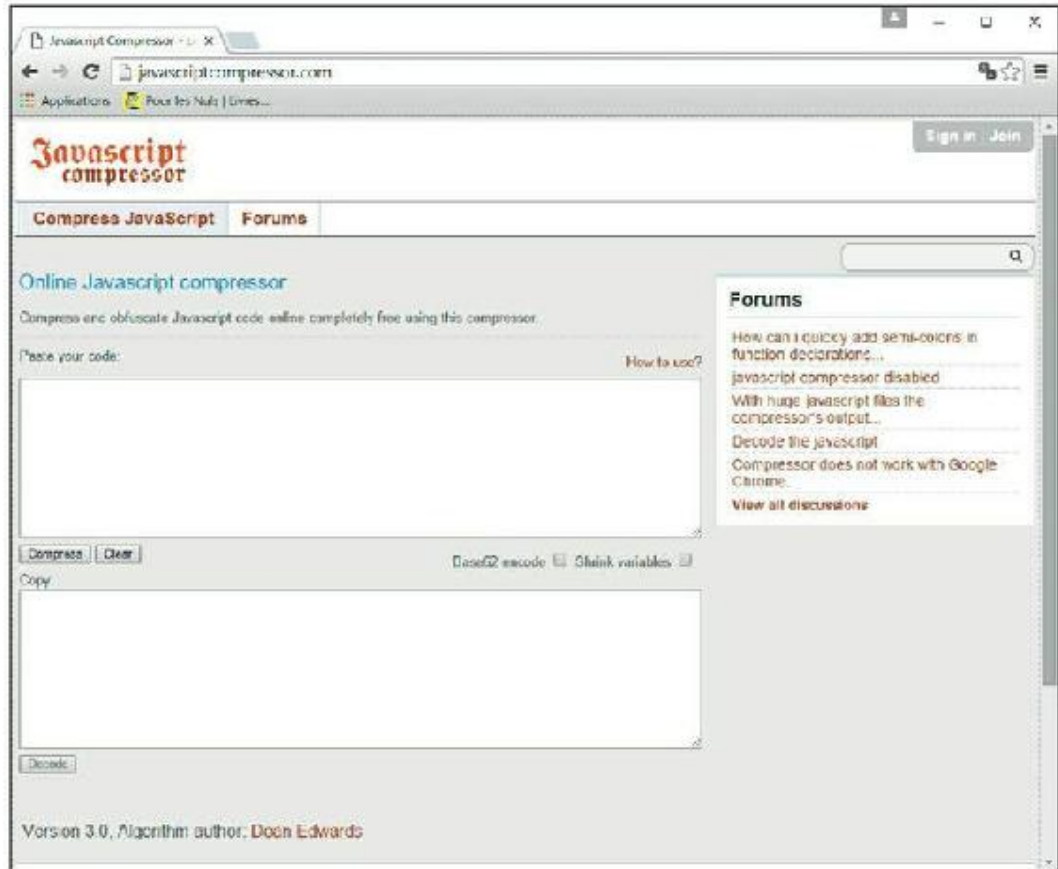 Javascript Compressor -
javascriptcompressor.com
Applications Pour les Nuls | Livres...
Sign in Join
Javascript
compressor
Compress JavaScript Forums
Online Javascript compressor
Compress and obfuscate Javascript code online completely free using this compressor.
Paste your code:
How to use?
Compress Clear
Base62 encode Shrink variables
Copy
Decode
Version 3.0, Algorithm author: Dean Edwards
Forums
How can I quickly add semi-colons in
function declarations...
javascript compressor disabled
With huge javascript files the
compressor's output...
Decode the javascript
Compressor does not work with Google
Chrome.
View all discussions